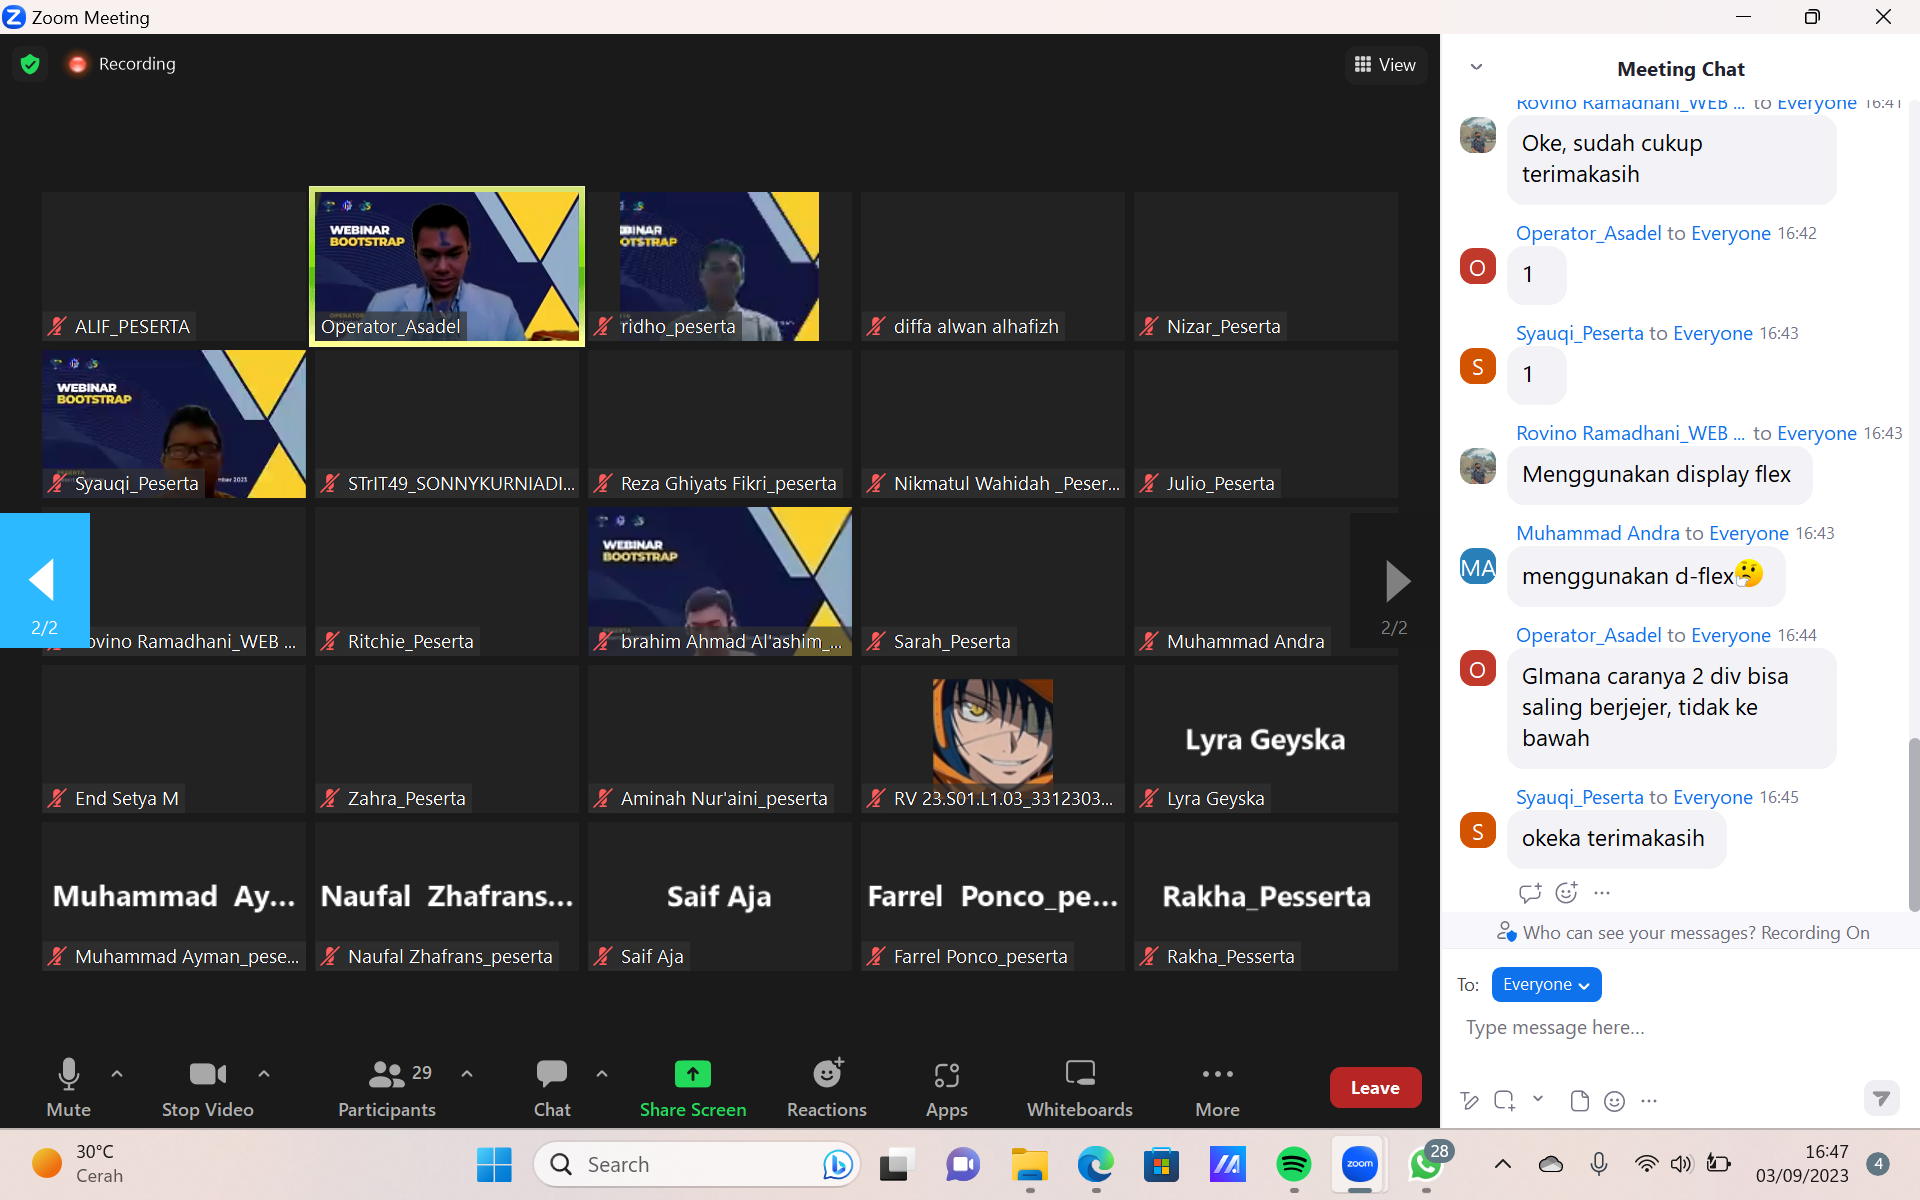 Zoom Meeting
Recording
View
ALIF_PESERTA
WEBINAR
BOOTSTRAP
Operator_Asadel
ridho_peserta
diffa alwan alhafizh
Nizar_Peserta
WEBINAR
BOOTSTRAP
Syauqi_Peserta
STrIT49_SONNYKURNIADI...
Reza Ghiyats Fikri_peserta
Nikmatul Wahidah _Peser...
Julio_Peserta
2/2
ovino Ramadhani_WEB ...
Ritchie_Peserta
WEBINAR
BOOTSTRAP
brahim Ahmad Al'ashim_...
Sarah_Peserta
Muhammad Andra
2/2
End Setya M
Zahra_Peserta
Aminah Nur'aini_peserta
RV 23.S01.L1.03_3312303...
Lyra Geyska
Lyra Geyska
Muhammad Ay...
Muhammad Ayman_pese...
Naufal Zhafrans...
Naufal Zhafrans_peserta
Saif Aja
Saif Aja
Farrel Ponco_pe...
Farrel Ponco_peserta
Rakha_Pesserta
Rakha_Pesserta
Mute
Stop Video
29
Participants
Chat
Share Screen
Reactions
Apps
Whiteboards
More
Leave
Meeting Chat
Rovino Ramadhani_WEB ... to Everyone 16:41
Oke, sudah cukup
terimakasih
Operator_Asadel to Everyone 16:42
O
1
Syauqi_Peserta to Everyone 16:43
S
1
Rovino Ramadhani_WEB ... to Everyone 16:43
Menggunakan display flex
Muhammad Andra to Everyone 16:43
MA
menggunakan d-flex🤔
Operator_Asadel to Everyone 16:44
O
GImana caranya 2 div bisa
saling berjejer, tidak ke
bawah
Syauqi_Peserta to Everyone 16:45
S
okeka terimakasih
Who can see your messages? Recording On
To: Everyone
Type message here...
30°C
Cerah
Search
zoom
28
16:47
03/09/2023
4